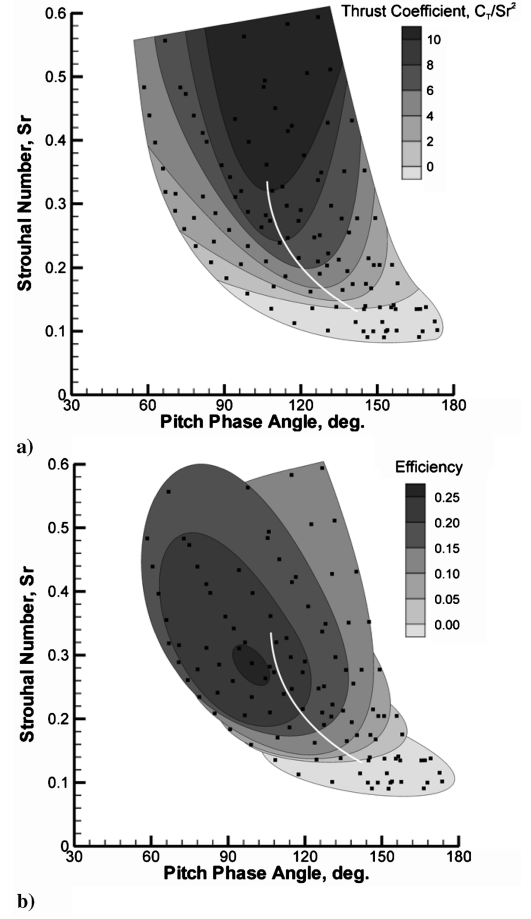 Thrust Coefficient, CT/Sr²
10
8
6
4
2
0
Strouhal Number, Sr
0.6
0.5
0.4
0.3
0.2
0.1
0
30 60 90 120 150 180
Pitch Phase Angle, deg.
a)
Efficiency
0.25
0.20
0.15
0.10
0.05
0.00
Strouhal Number, Sr
0.6
0.5
0.4
0.3
0.2
0.1
0
30 60 90 120 150 180
Pitch Phase Angle, deg.
b)